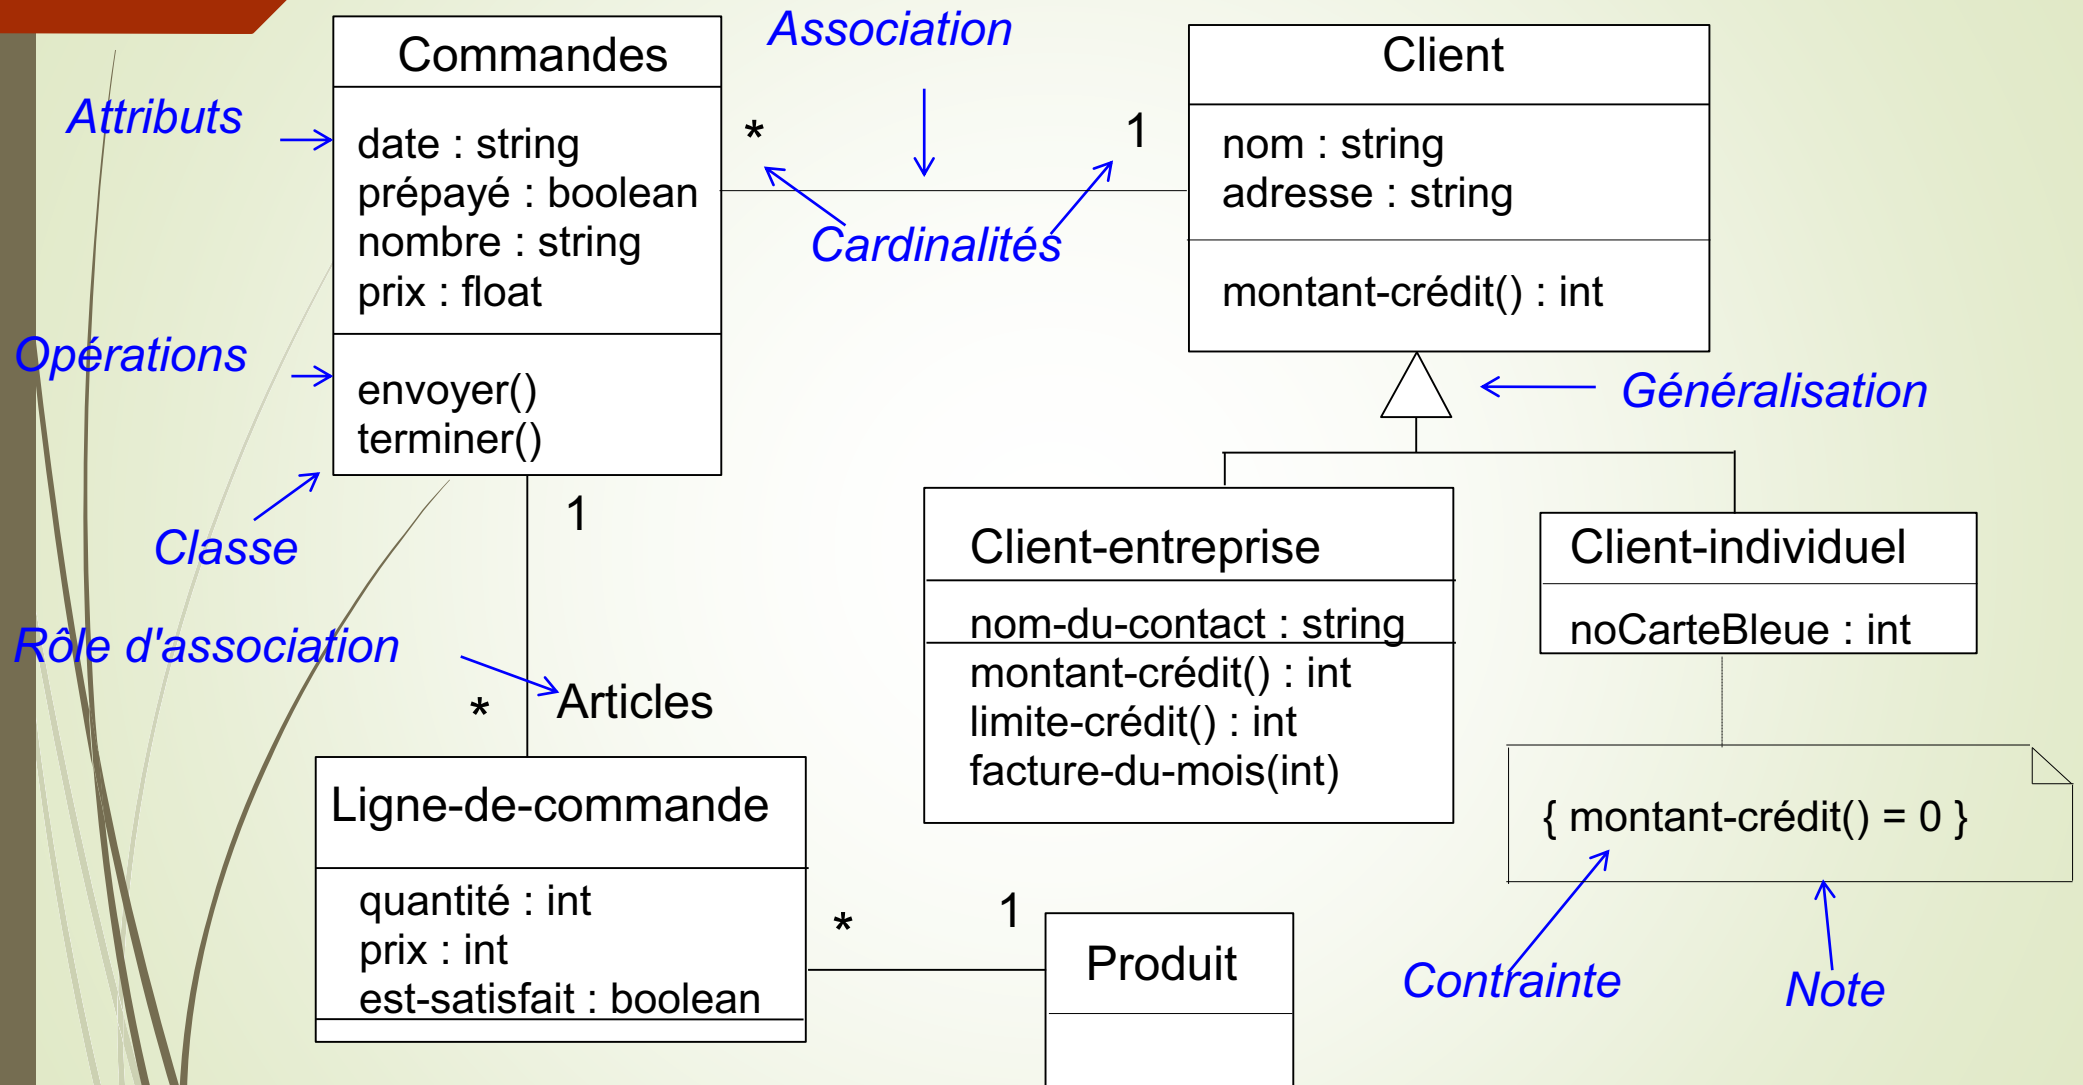 Commandes
Attributs
date : string
prépayé : boolean
nombre : string
prix : float
Opérations
envoyer()
terminer()
Classe
Association
*
1
Cardinalités
Client
nom : string
adresse : string
montant-crédit() : int
Généralisation
1
Rôle d'association
*
Articles
Client-entreprise
nom-du-contact : string
montant-crédit() : int
limite-crédit() : int
facture-du-mois(int)
Client-individuel
noCarteBleue : int
{ montant-crédit() = 0 }
Contrainte
Note
Ligne-de-commande
quantité : int
prix : int
est-satisfait : boolean
*
1
Produit